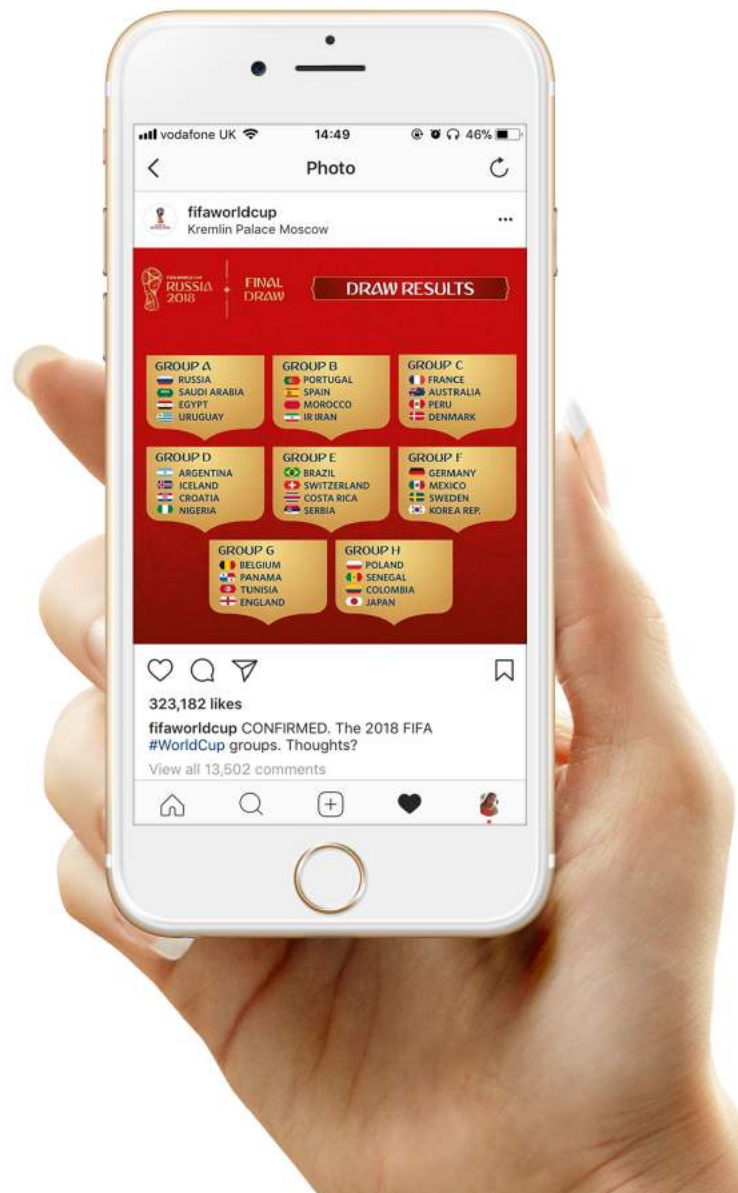 vodafone UK 14:49 46%
Photo
fifaworldcup
Kremlin Palace Moscow
...
FIFA WORLD CUP
RUSSIA
2018
FINAL
DRAW
DRAW RESULTS
GROUP A
RUSSIA
SAUDI ARABIA
EGYPT
URUGUAY
GROUP B
PORTUGAL
SPAIN
MOROCCO
IR IRAN
GROUP C
FRANCE
AUSTRALIA
PERU
DENMARK
GROUP D
ARGENTINA
ICELAND
CROATIA
NIGERIA
GROUP E
BRAZIL
SWITZERLAND
COSTA RICA
SERBIA
GROUP F
GERMANY
MEXICO
SWEDEN
KOREA REP.
GROUP G
BELGIUM
PANAMA
TUNISIA
ENGLAND
GROUP H
POLAND
SENEGAL
COLOMBIA
JAPAN
323,182 likes
fifaworldcup CONFIRMED. The 2018 FIFA
#WorldCup groups. Thoughts?
View all 13,502 comments